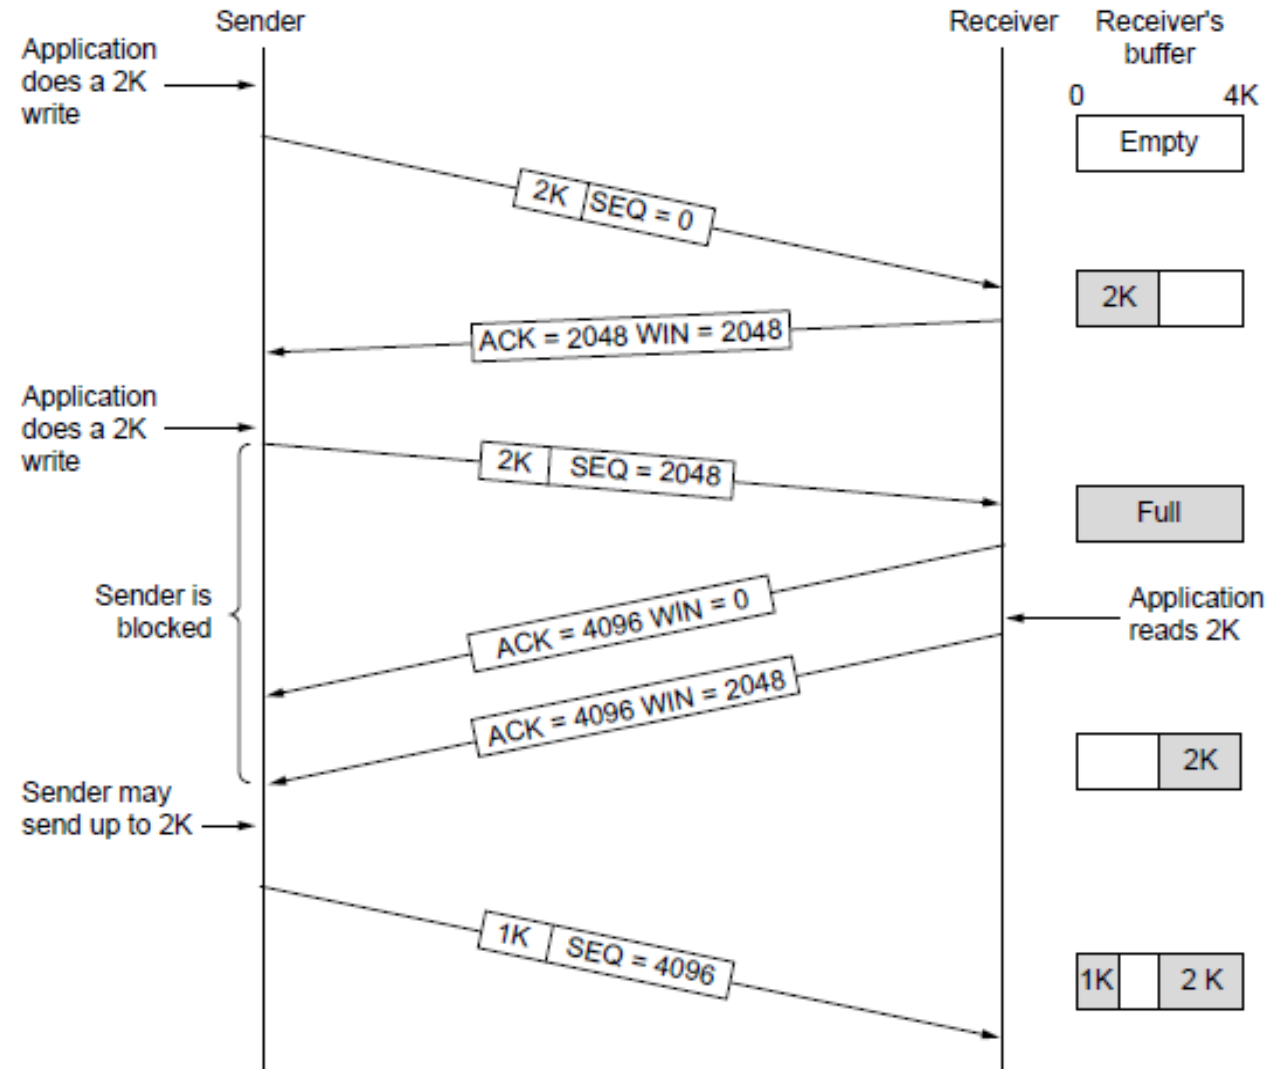 Sender
Receiver
Receiver's
buffer
Application
does a 2K
write
0
4K
Empty
2K
SEQ = 0
2K
ACK = 2048 WIN = 2048
Application
does a 2K
write
2K
SEQ = 2048
Full
Sender is
blocked
ACK = 4096 WIN = 0
Application
reads 2K
ACK = 4096 WIN = 2048
2K
Sender may
send up to 2K
1K
SEQ = 4096
1K
2 K